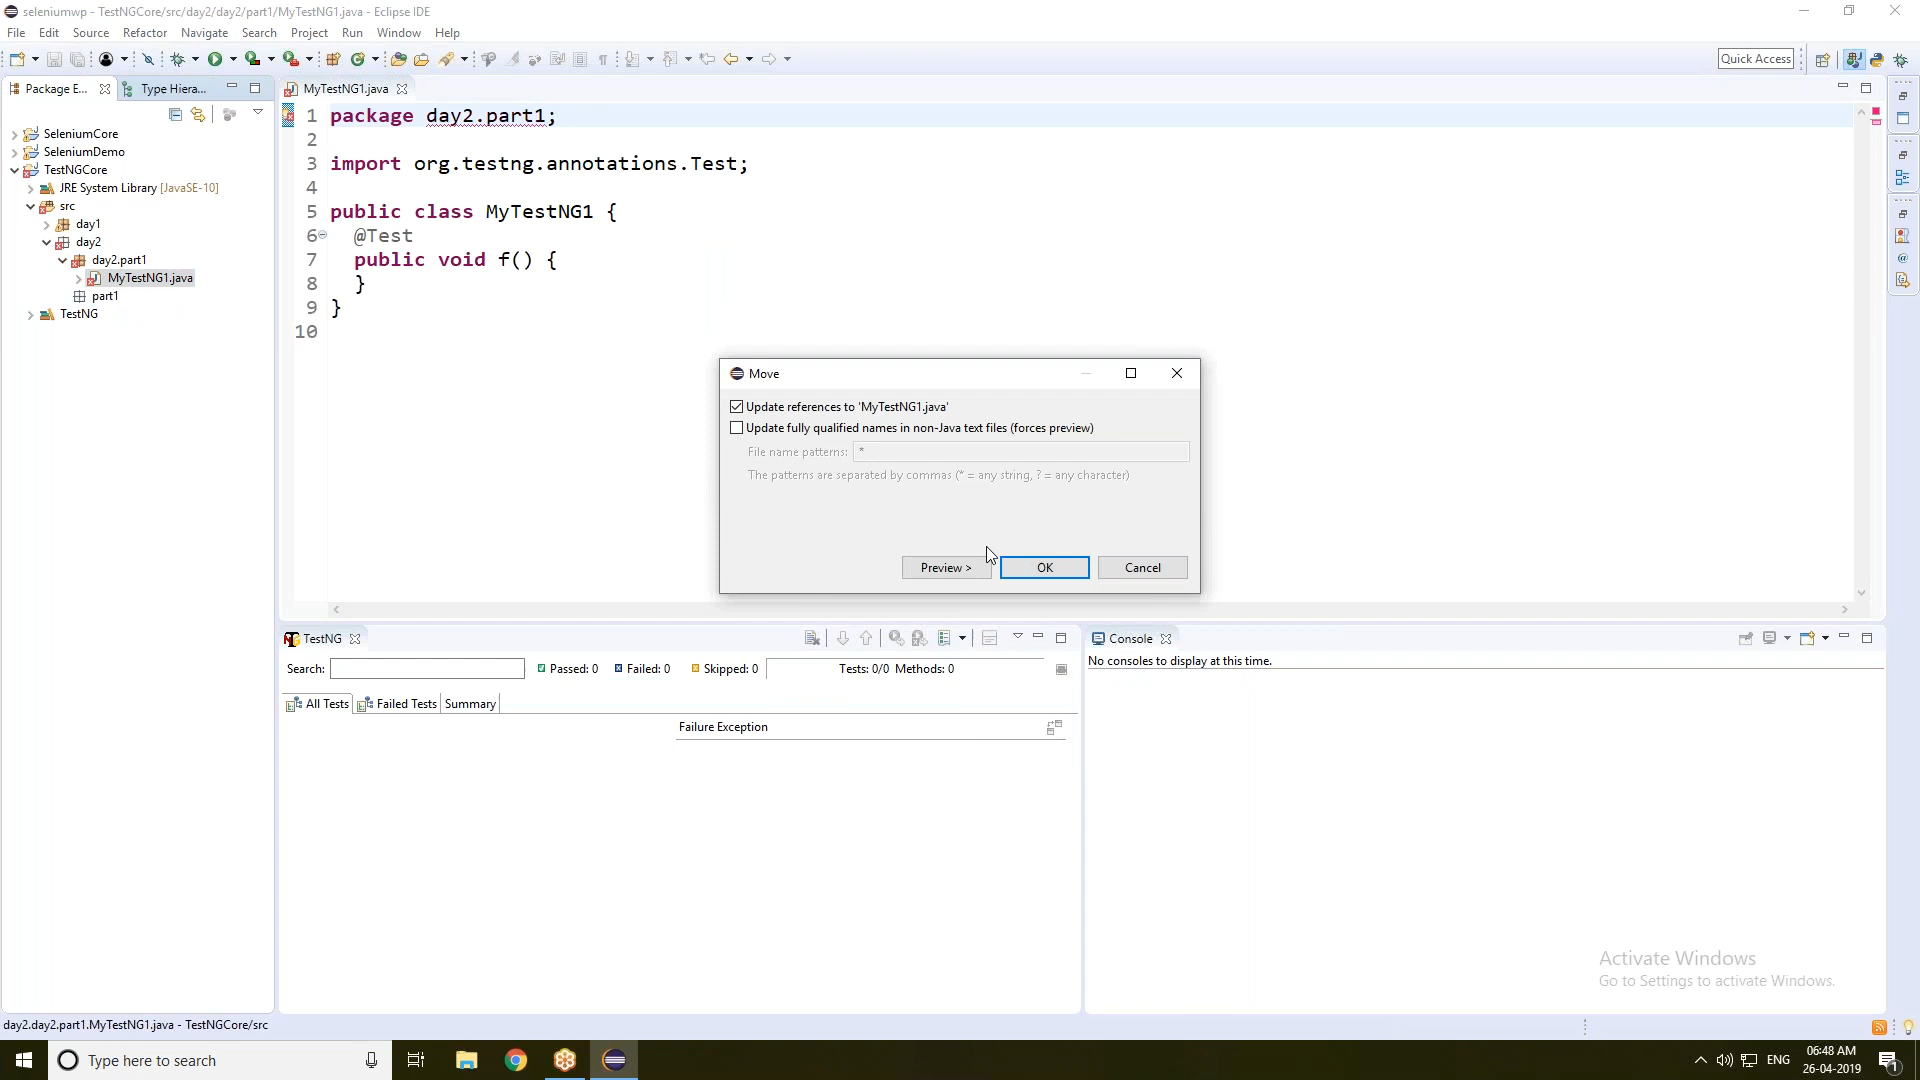 seleniumwp - TestNGCore/src/day2/day2/part1/MyTestNG1.java - Eclipse IDE
File Edit Source Refactor Navigate Search Project Run Window Help
Quick Access
Package E...
Type Hiera...
MyTestNG1.java
SeleniumCore
SeleniumDemo
TestNGCore
JRE System Library [JavaSE-10]
src
day1
day2
day2.part1
MyTestNG1.java
part1
TestNG
1 package day2.part1;
2
3 import org.testng.annotations.Test;
4
5 public class MyTestNG1 {
6 @Test
7 public void f() {
8 }
9 }
10
Move
Update references to 'MyTestNG1.java'
Update fully qualified names in non-Java text files (forces preview)
File name patterns: *
The patterns are separated by commas (* = any string, ? = any character)
Preview > OK Cancel
TestNG
Search: Passed: 0 Failed: 0 Skipped: 0 Tests: 0/0 Methods: 0
All Tests Failed Tests Summary
Failure Exception
Console
No consoles to display at this time.
Activate Windows
Go to Settings to activate Windows.
day2.day2.part1.MyTestNG1.java - TestNGCore/src
Type here to search
ENG
06:48 AM
26-04-2019
1